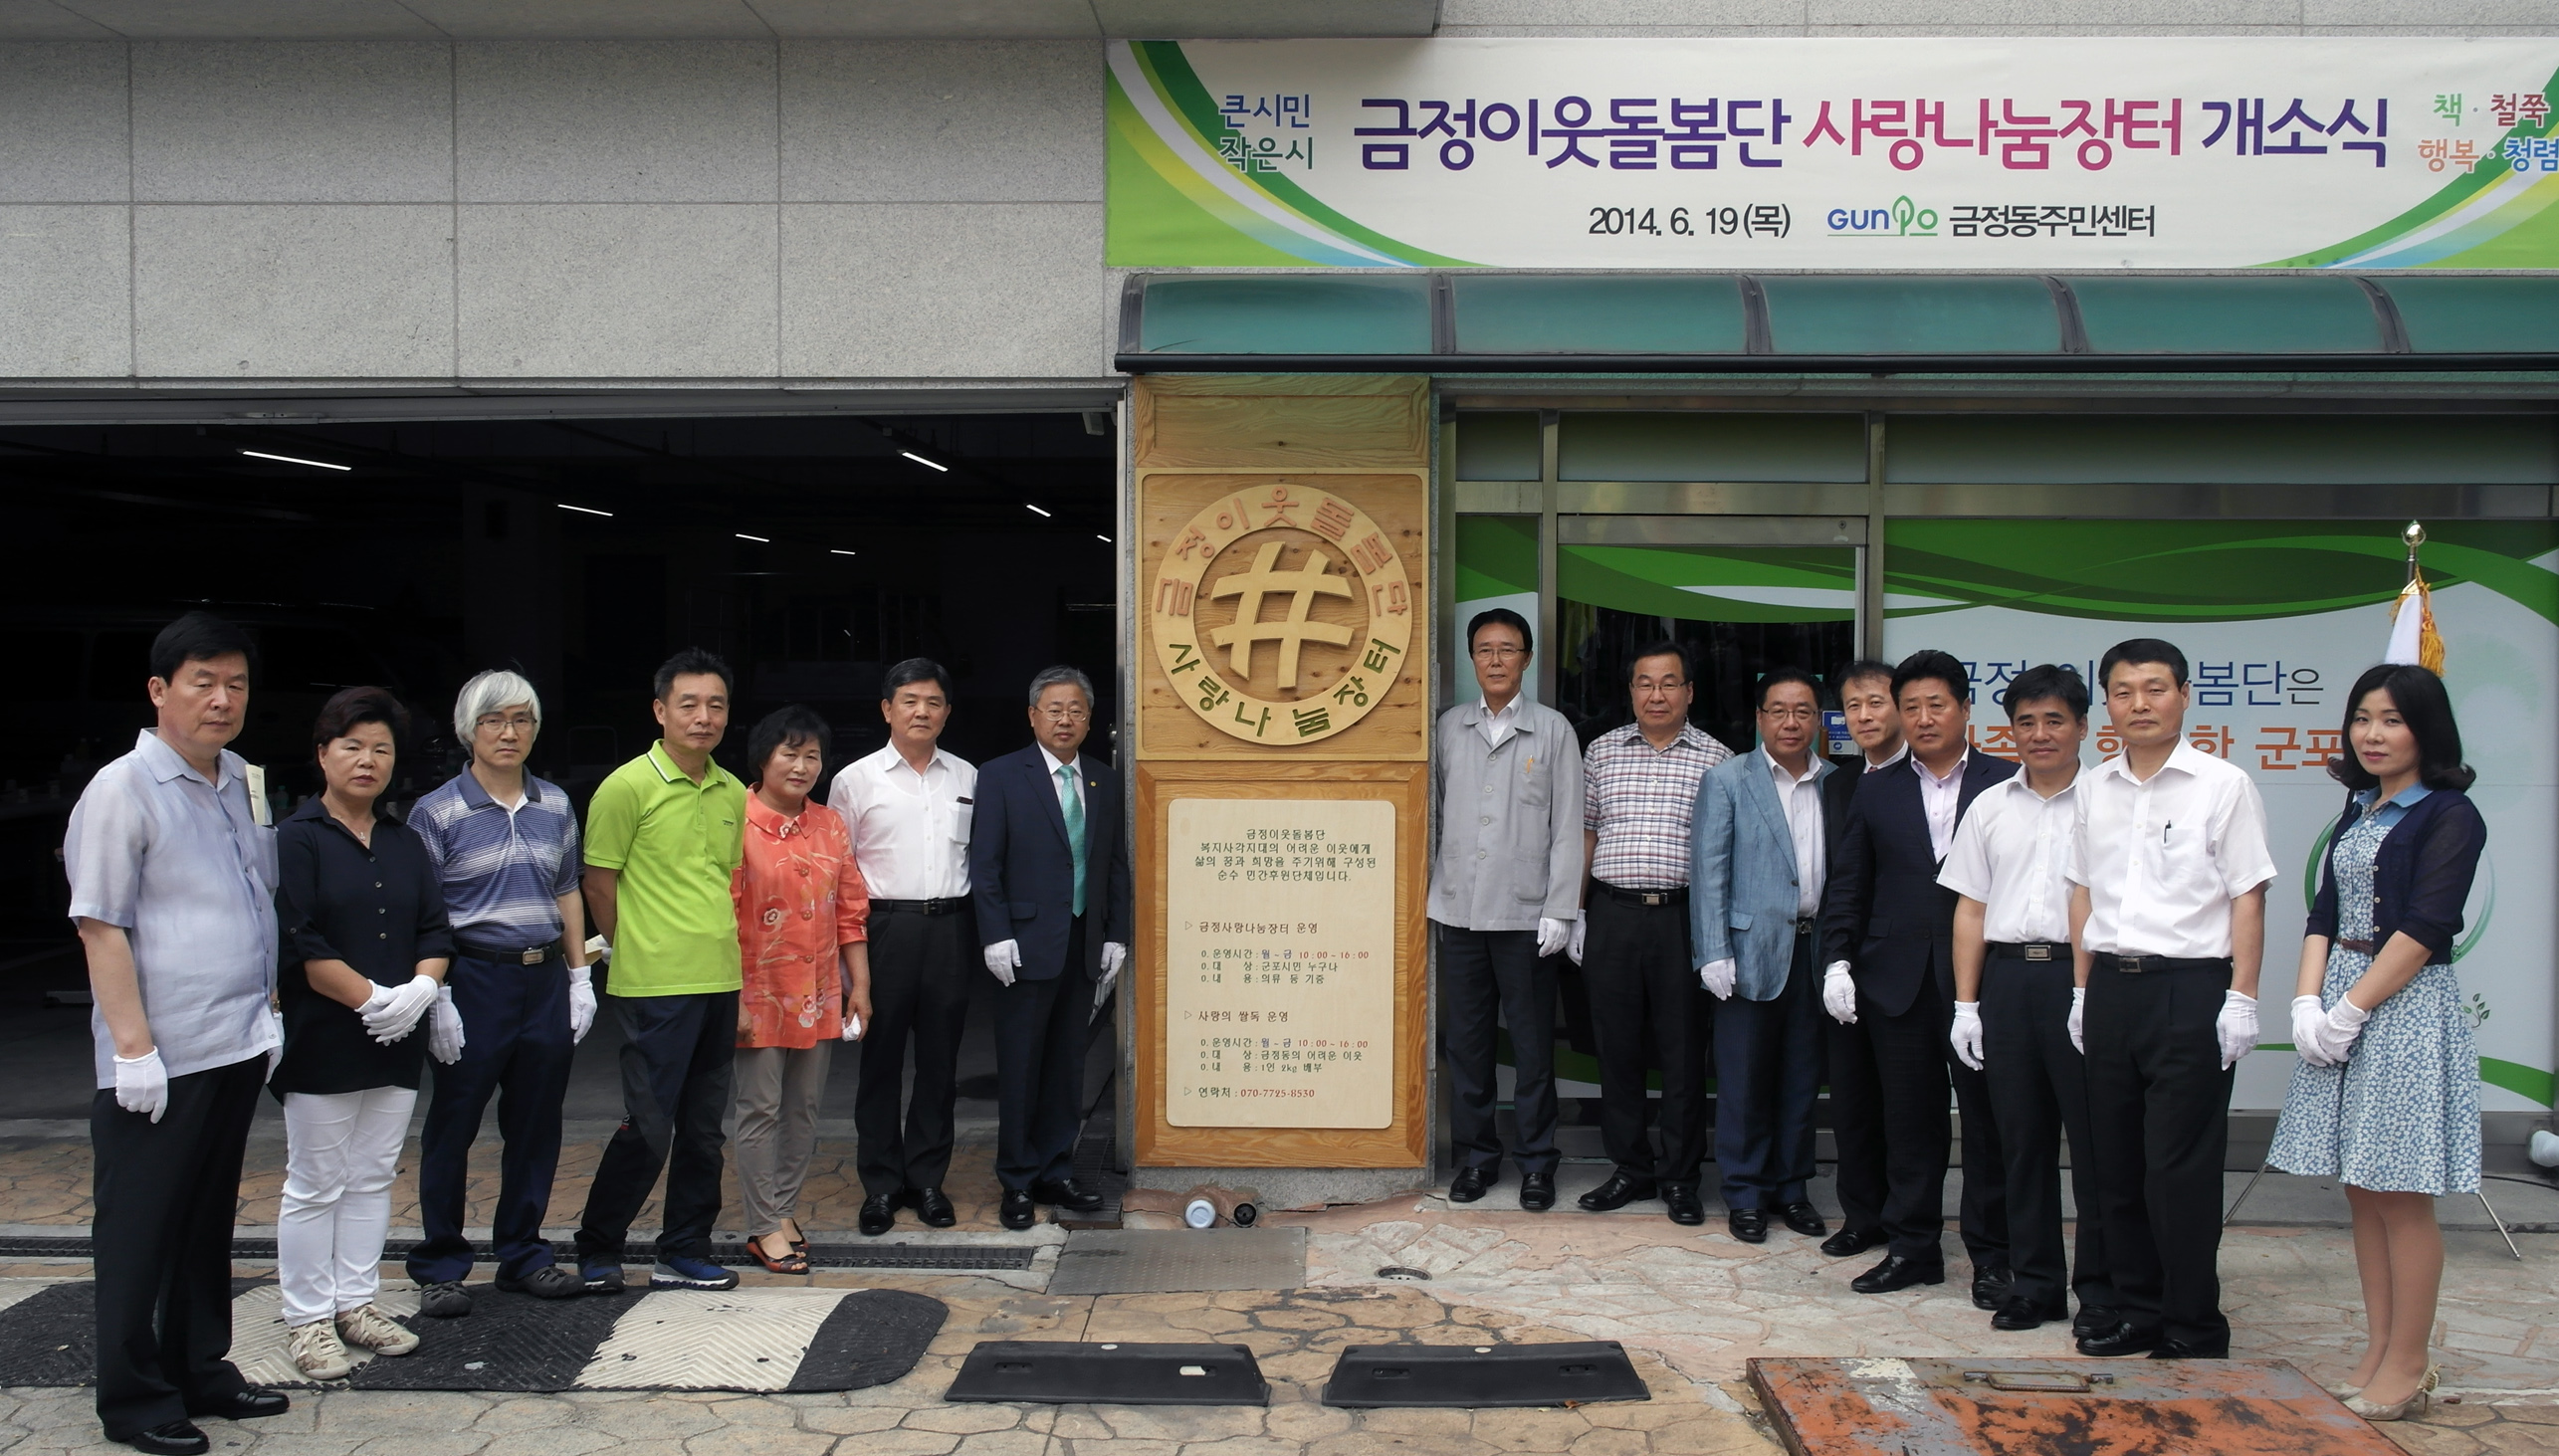 큰시민
작은시
금정이웃돌봄단 사랑나눔장터 개소식
책·철쭉
행복·청렴
2014. 6. 19(목) GUNPO 금정동주민센터
금정이웃돌봄단
사랑나눔장터
금정이웃돌봄단
복지사각지대의 어려운 이웃에게
삶의 꿈과 희망을 주기위해 구성된
순수 민간후원단체입니다.
▷ 금정사랑나눔장터 운영
0. 운영시간 : 월 ~ 금 10:00 ~ 16:00
0. 대 상 : 군포시민 누구나
0. 내 용 : 의류 등 기증
▷ 사랑의 쌀독 운영
0. 운영시간 : 월 ~ 금 10:00 ~ 16:00
0. 대 상 : 금정동의 어려운 이웃
0. 내 용 : 1인 2kg 배부
▷ 연락처 : 070-7725-8530
금정 봄단은
한 군포